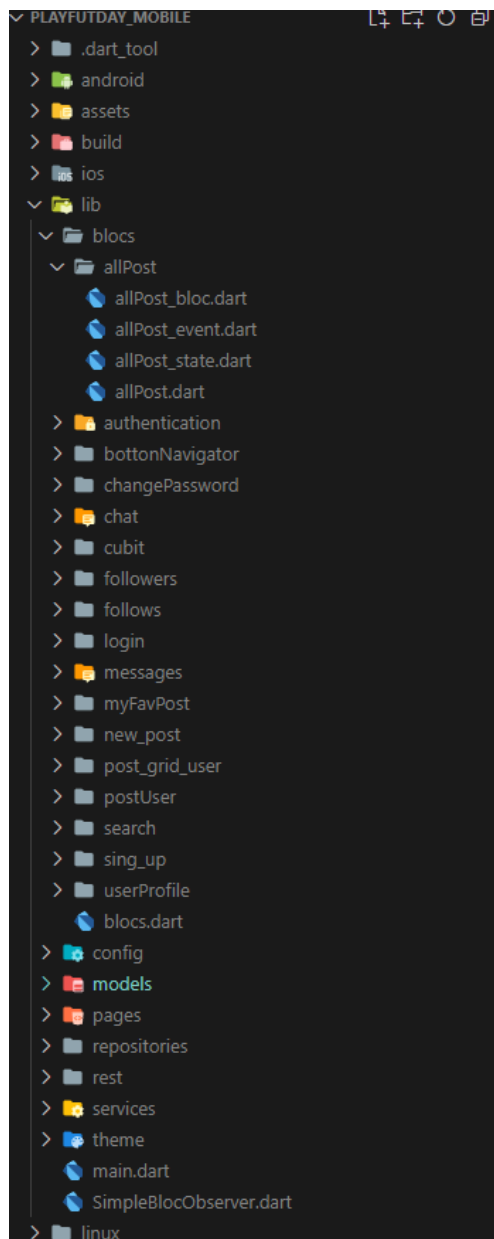 PLAYFUTDAY_MOBILE
.dart_tool
android
assets
build
iOS ios
lib
blocs
allPost
allPost_bloc.dart
allPost_event.dart
allPost_state.dart
allPost.dart
authentication
bottonNavigator
changePassword
chat
cubit
followers
follows
login
messages
myFavPost
new_post
post_grid_user
postUser
search
sing_up
userProfile
blocs.dart
config
models
pages
repositories
rest
services
theme
main.dart
SimpleBlocObserver.dart
linux